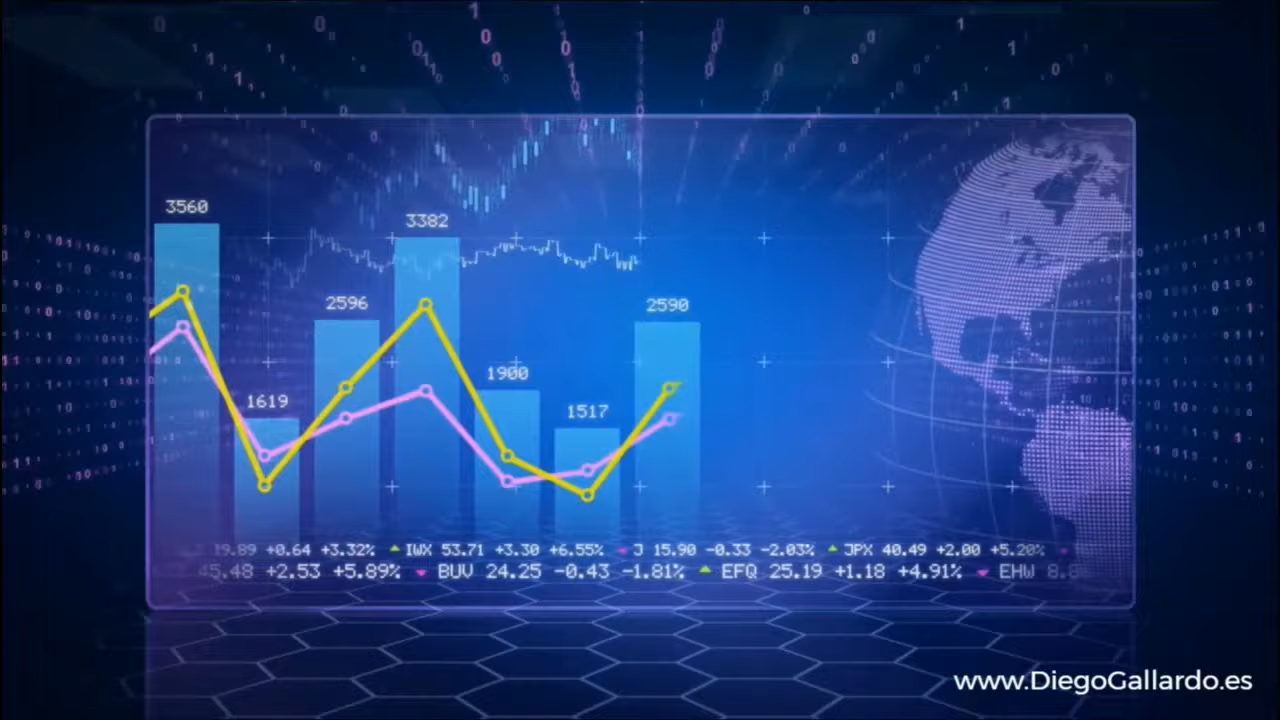 3560
3382
2596
2590
1619
1900
1517
19.89 +0.64 +3.32% IWX 53.71 +3.30 +6.55% J 15.90 -0.33 -2.03% JPX 40.49 +2.00 +5.20%
45.48 +2.53 +5.89% BUV 24.25 -0.43 -1.81% EFQ 25.19 +1.18 +4.91% EHW
www.DiegoGallardo.es